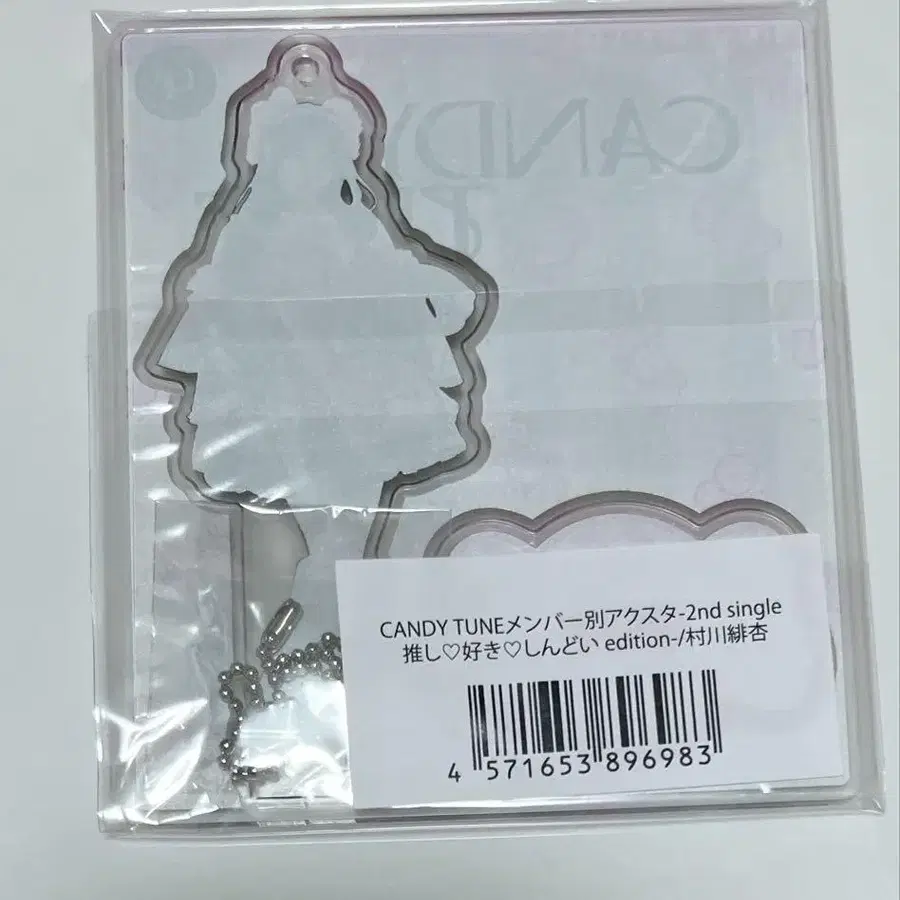 CANDY
CANDY TUNEメンバー別アクスタ-2nd single
推し♡好き♡しんどい edition-/村川緋杏
4 571653 896983